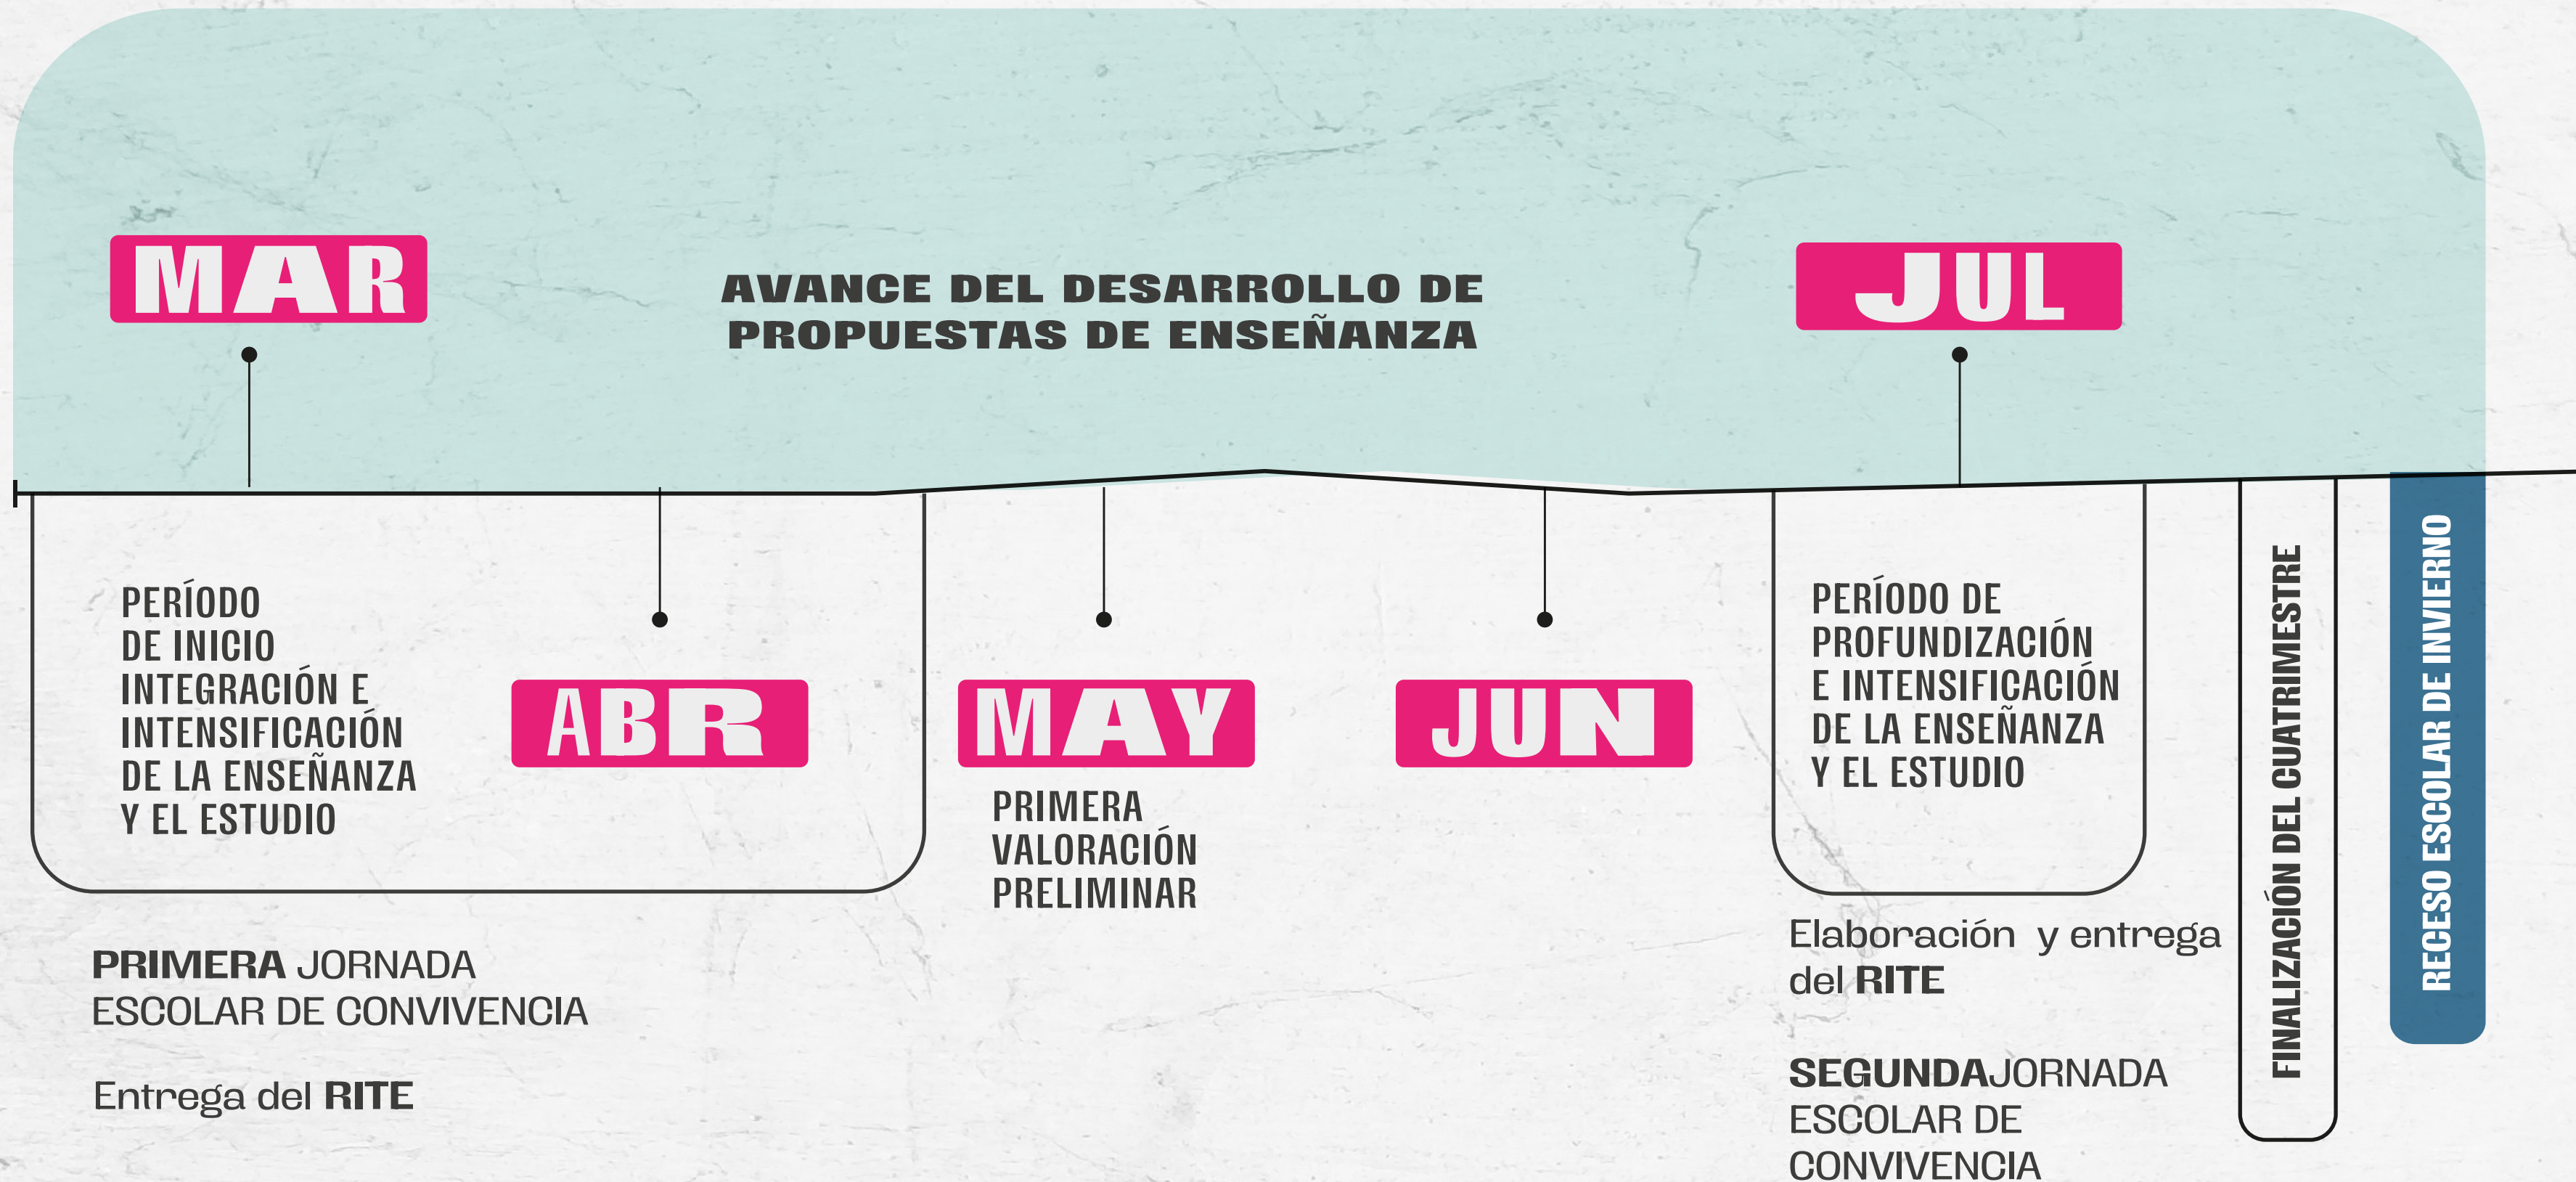 MAR
AVANCE DEL DESARROLLO DE
PROPUESTAS DE ENSEÑANZA
JUL
PERÍODO
DE INICIO
INTEGRACIÓN E
INTENSIFICACIÓN
DE LA ENSEÑANZA
Y EL ESTUDIO
ABR
PRIMERA JORNADA
ESCOLAR DE CONVIVENCIA
Entrega del RITE
MAY
PRIMERA
VALORACIÓN
PRELIMINAR
JUN
PERÍODO DE
PROFUNDIZACIÓN
E INTENSIFICACIÓN
DE LA ENSEÑANZA
Y EL ESTUDIO
Elaboración y entrega
del RITE
SEGUNDAJORNADA
ESCOLAR DE
CONVIVENCIA
FINALIZACIÓN DEL CUATRIMESTRE
RECESO ESCOLAR DE INVIERNO